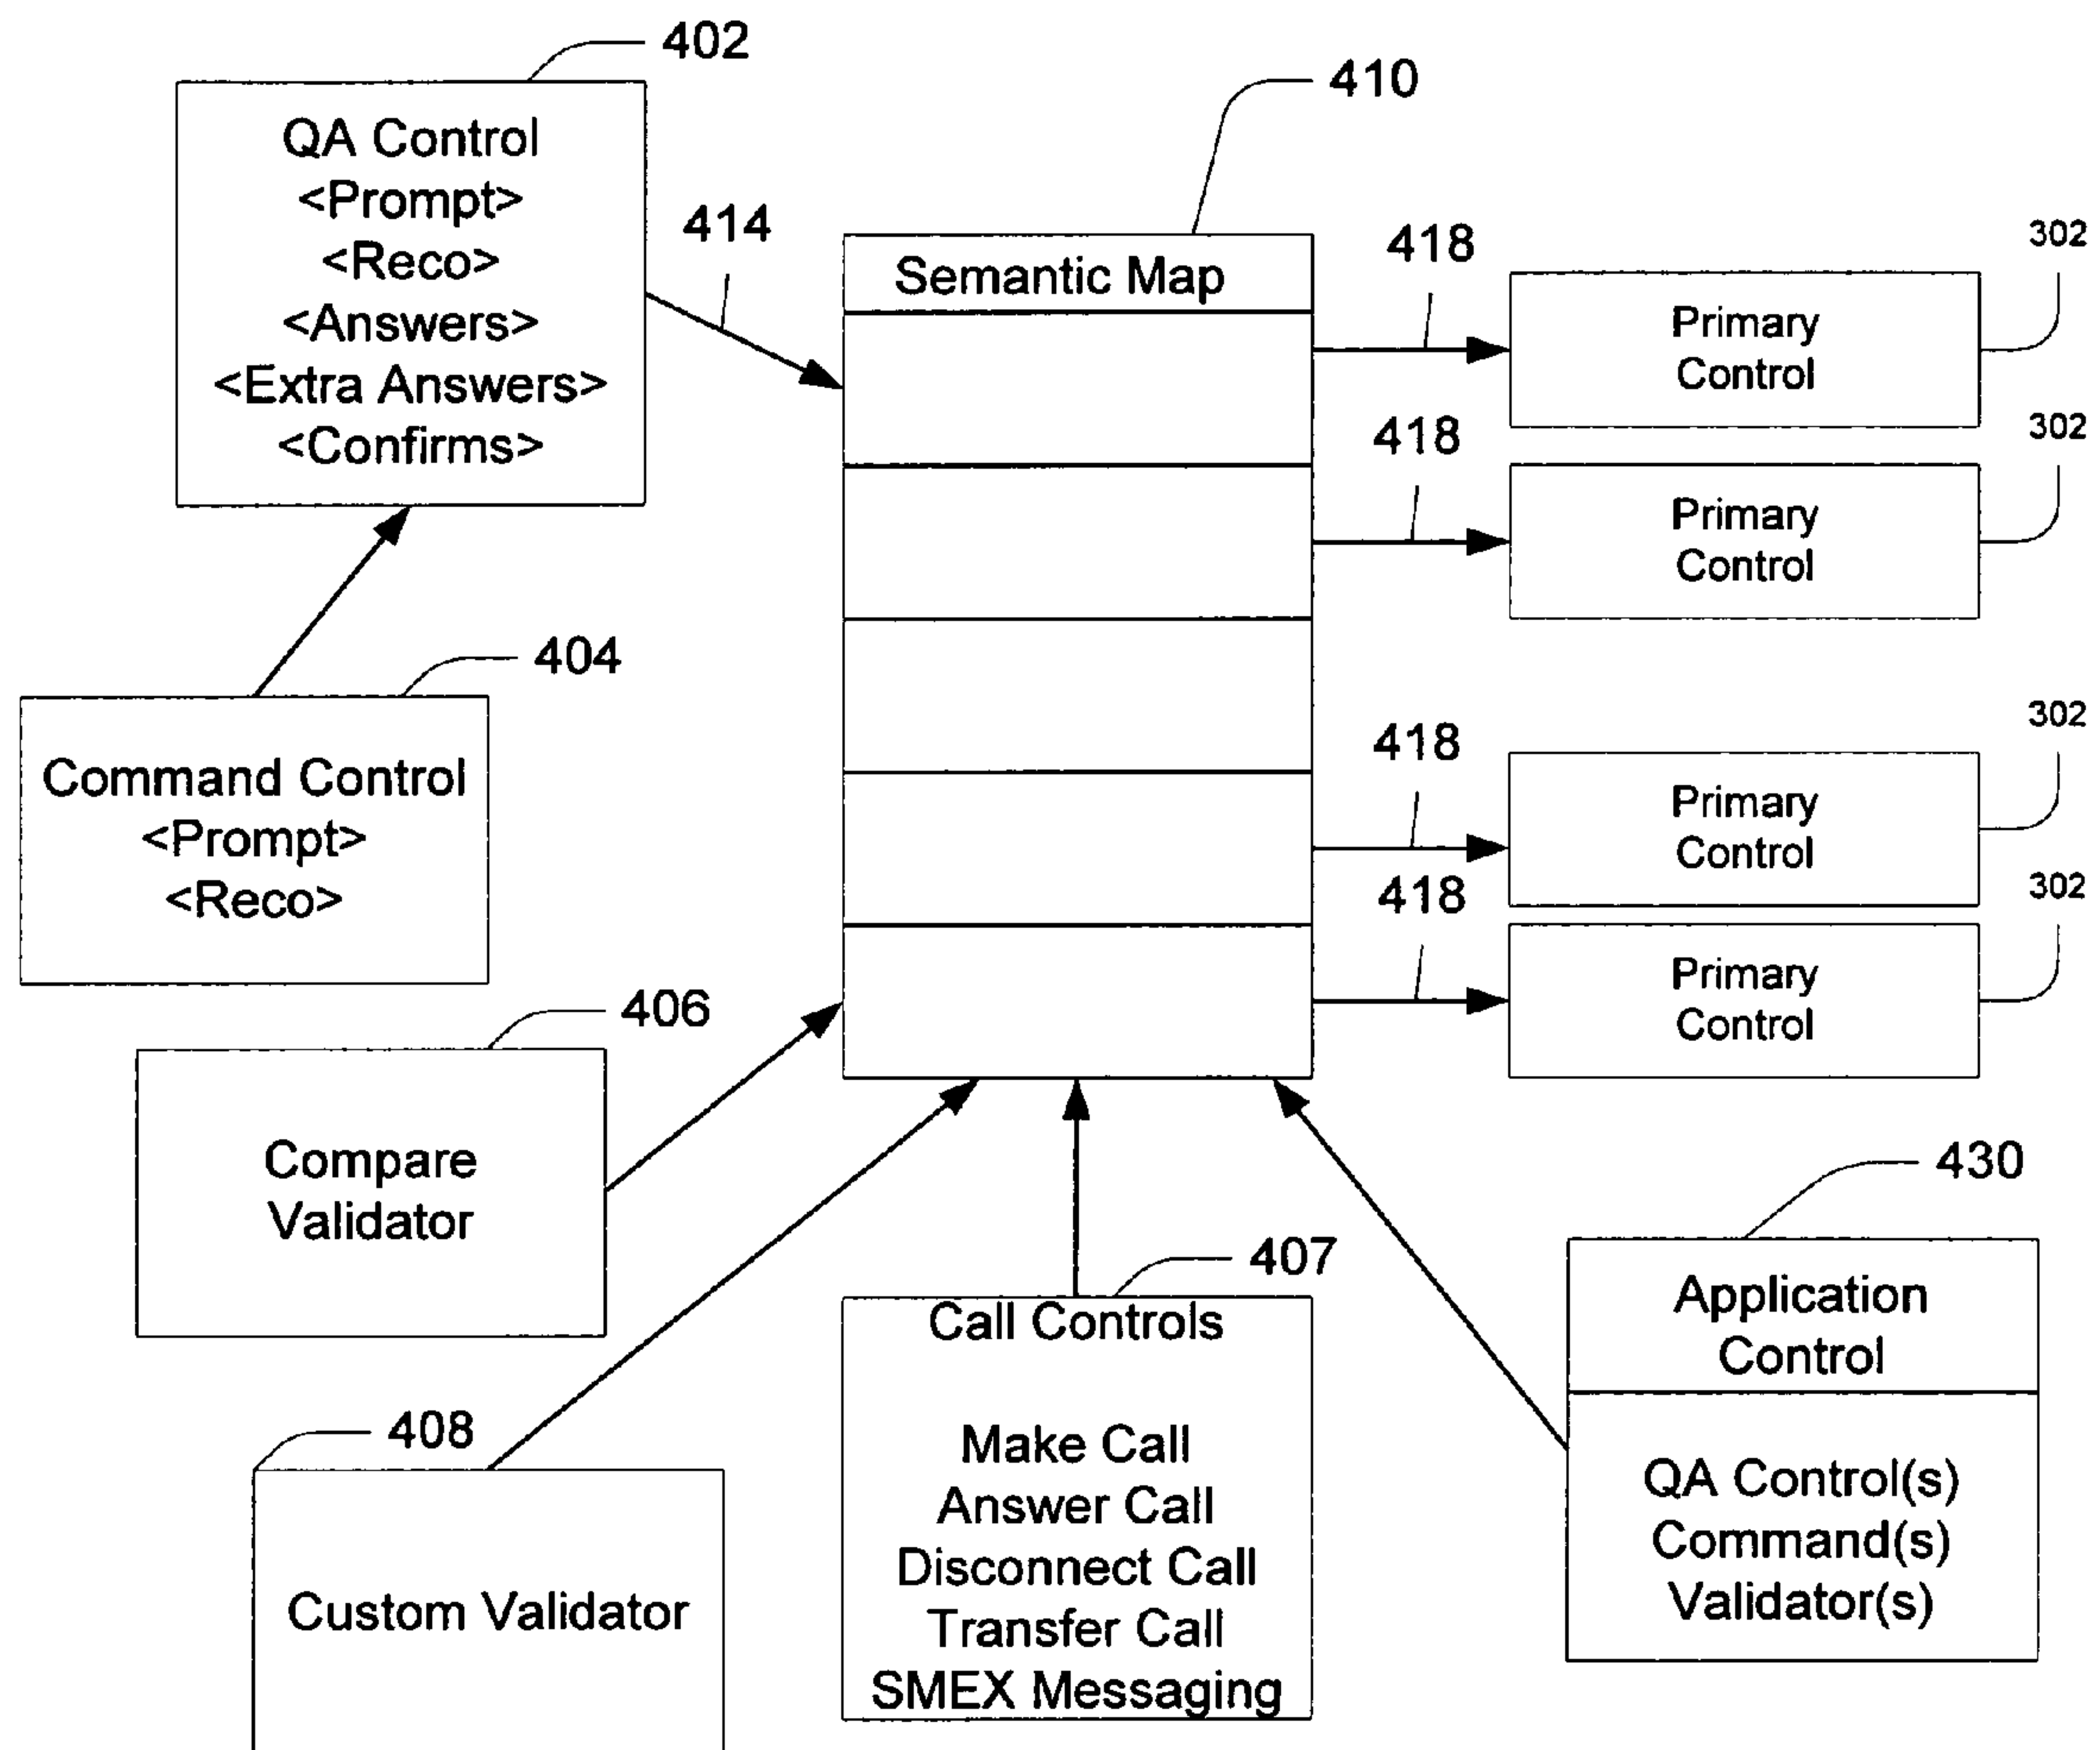 402
QA Control
<Prompt>
<Reco>
<Answers>
<Extra Answers>
<Confirms>
414
410
Semantic Map
418
Primary
Control
302
418
Primary
Control
302
418
Primary
Control
302
418
Primary
Control
302
404
Command Control
<Prompt>
<Reco>
406
Compare
Validator
408
Custom Validator
407
Call Controls
Make Call
Answer Call
Disconnect Call
Transfer Call
SMEX Messaging
430
Application
Control
QA Control(s)
Command(s)
Validator(s)